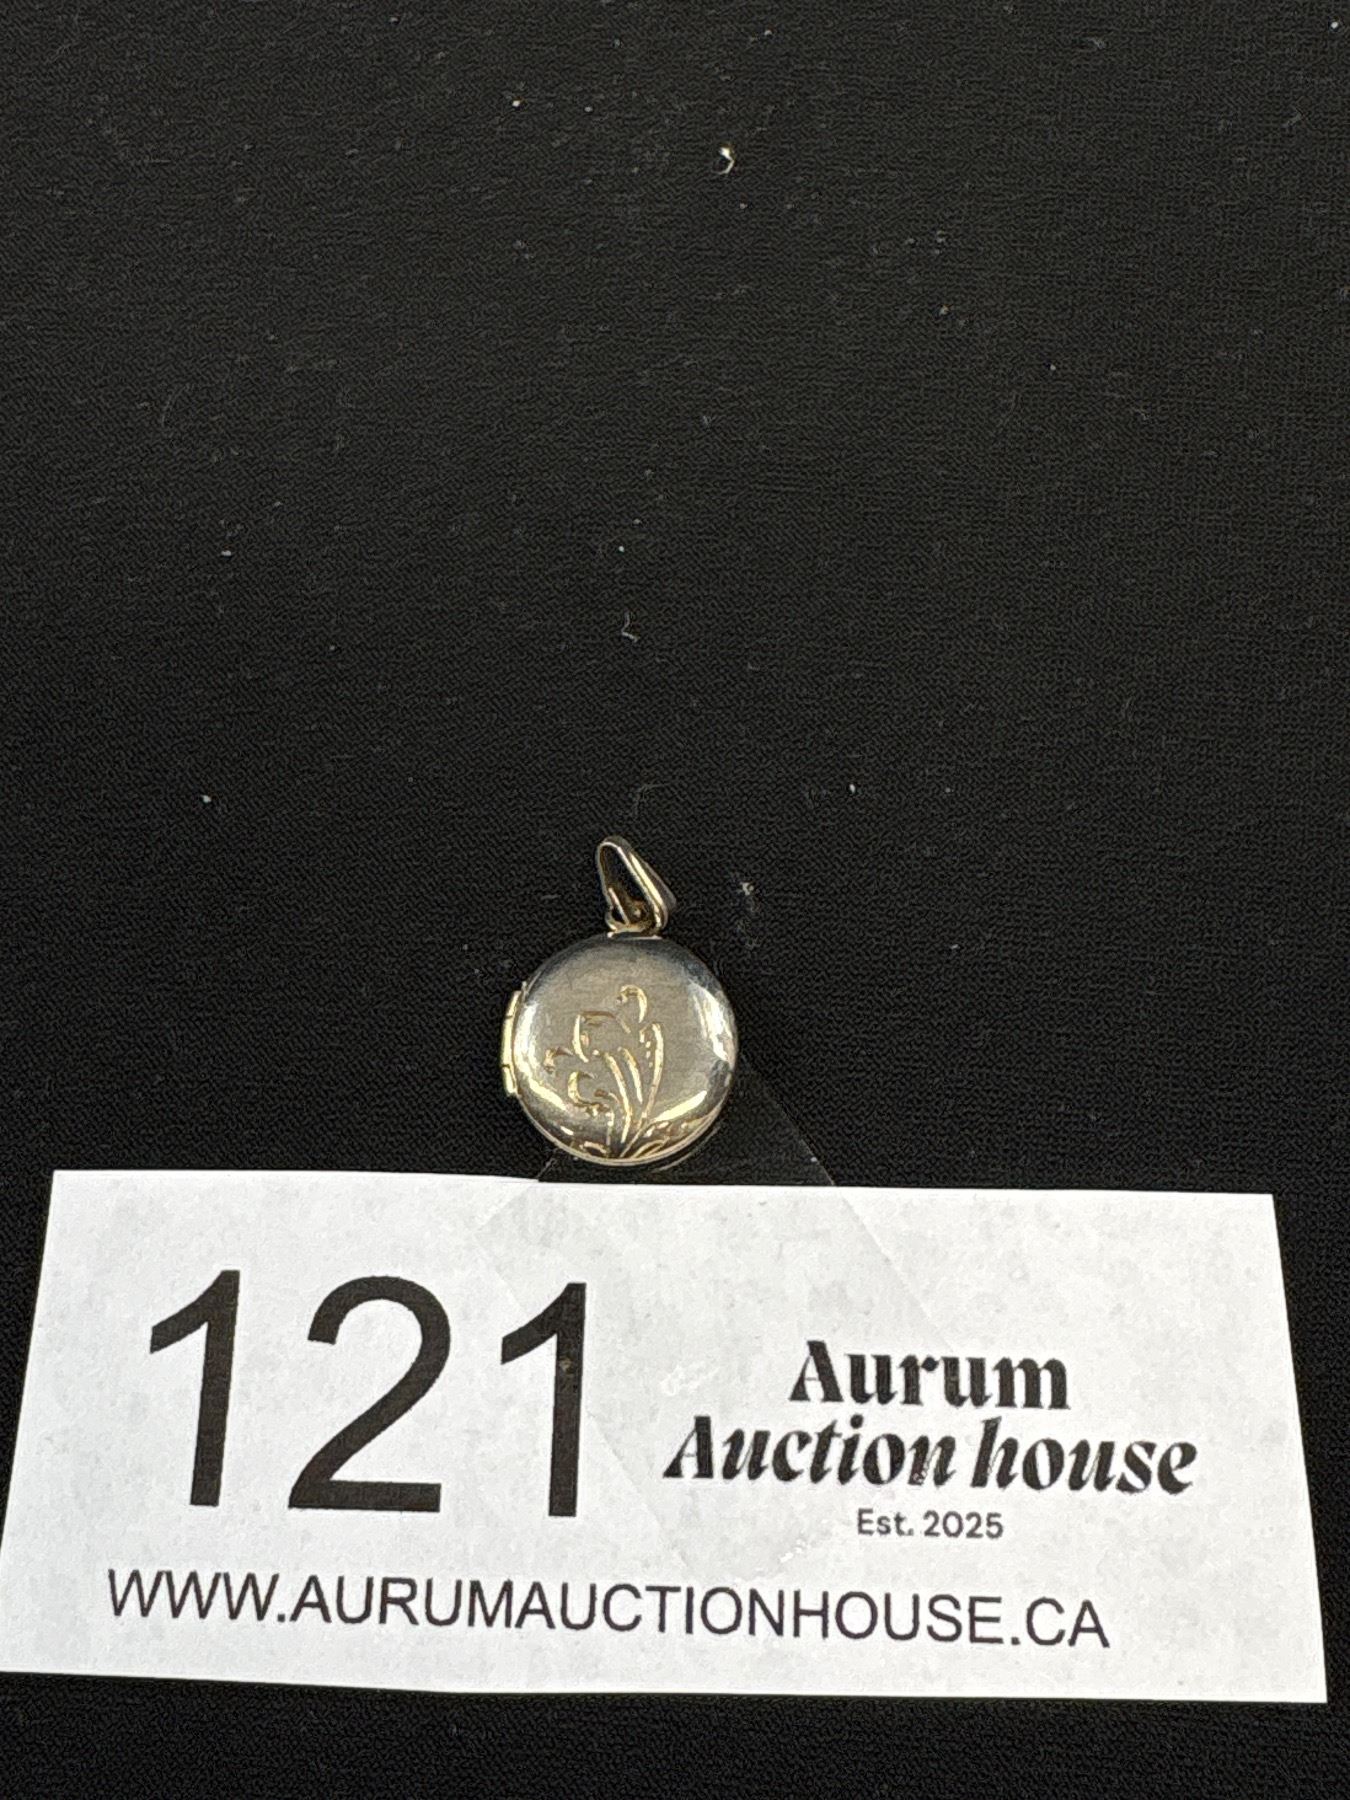 121
Aurum
Auction house
Est. 2025
WWW.AURUMAUCTIONHOUSE.CA